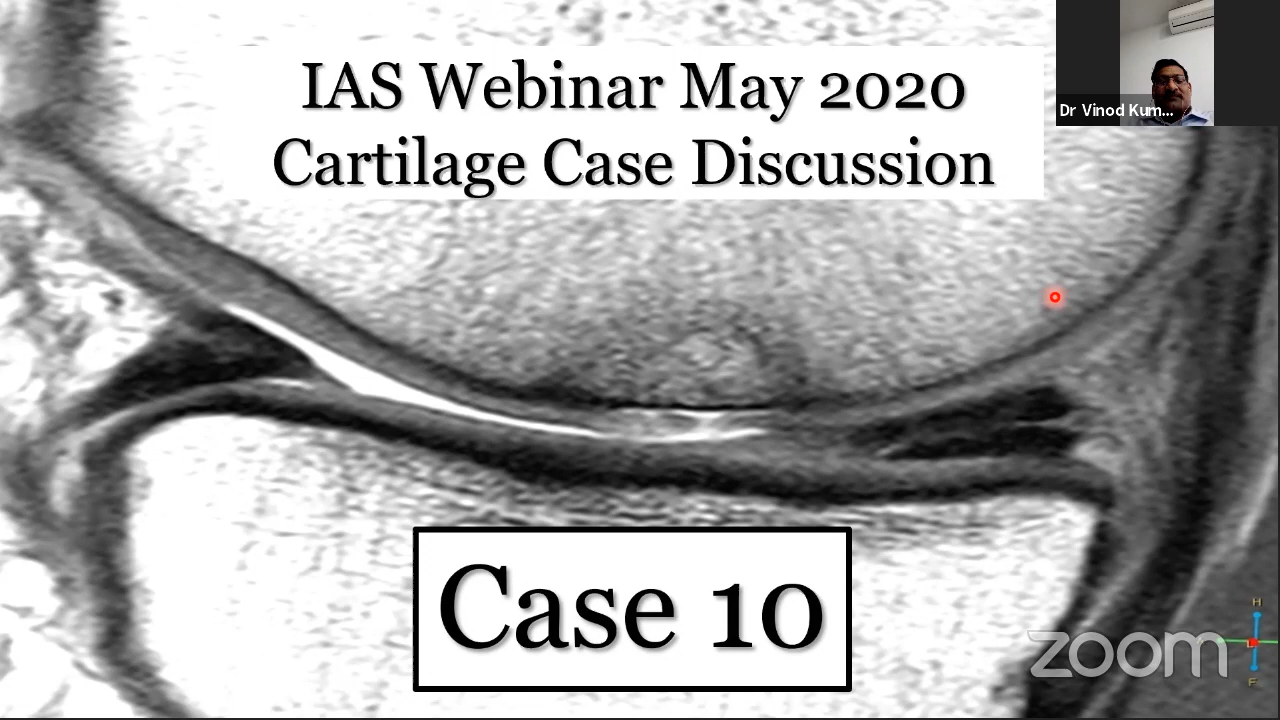 IAS Webinar May 2020
Cartilage Case Discussion
Dr Vinod Kum...
Case 10
zoom
H
F